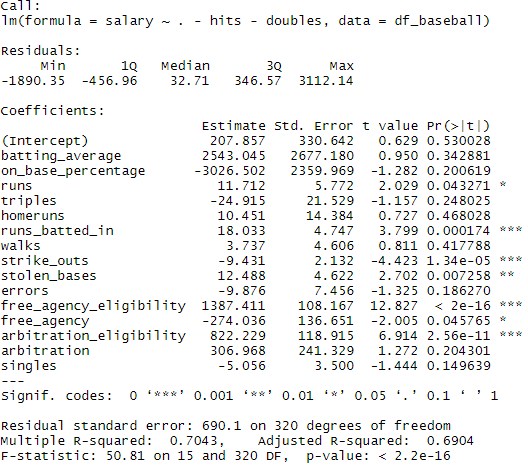 Call:
lm(formula = salary ~ . - hits - doubles, data = df_baseball)
Residuals:
Min 1Q Median 3Q Max
-1890.35 -456.96 32.71 346.57 3112.14
Coefficients:
Estimate Std. Error t value Pr(>|t|)
(Intercept) 207.857 330.642 0.629 0.530028
batting_average 2543.045 2677.180 0.950 0.342881
on_base_percentage -3026.502 2359.969 -1.282 0.200619
runs 11.712 5.772 2.029 0.043271 *
triples -24.915 21.529 -1.157 0.248025
homeruns 10.451 14.384 0.727 0.468028
runs_batted_in 18.033 4.747 3.799 0.000174 ***
walks 3.737 4.606 0.811 0.417788
strike_outs -9.431 2.132 -4.423 1.34e-05 ***
stolen_bases 12.488 4.622 2.702 0.007258 **
errors -9.876 7.456 -1.325 0.186270
free_agency_eligibility 1387.411 108.167 12.827 < 2e-16 ***
free_agency -274.036 136.651 -2.005 0.045765 *
arbitration_eligibility 822.229 118.915 6.914 2.56e-11 ***
arbitration 306.968 241.329 1.272 0.204301
singles -5.056 3.500 -1.444 0.149639
---
Signif. codes: 0 ‘***’ 0.001 ‘**’ 0.01 ‘*’ 0.05 ‘.’ 0.1 ‘ ’ 1
Residual standard error: 690.1 on 320 degrees of freedom
Multiple R-squared: 0.7043, Adjusted R-squared: 0.6904
F-statistic: 50.81 on 15 and 320 DF, p-value: < 2.2e-16